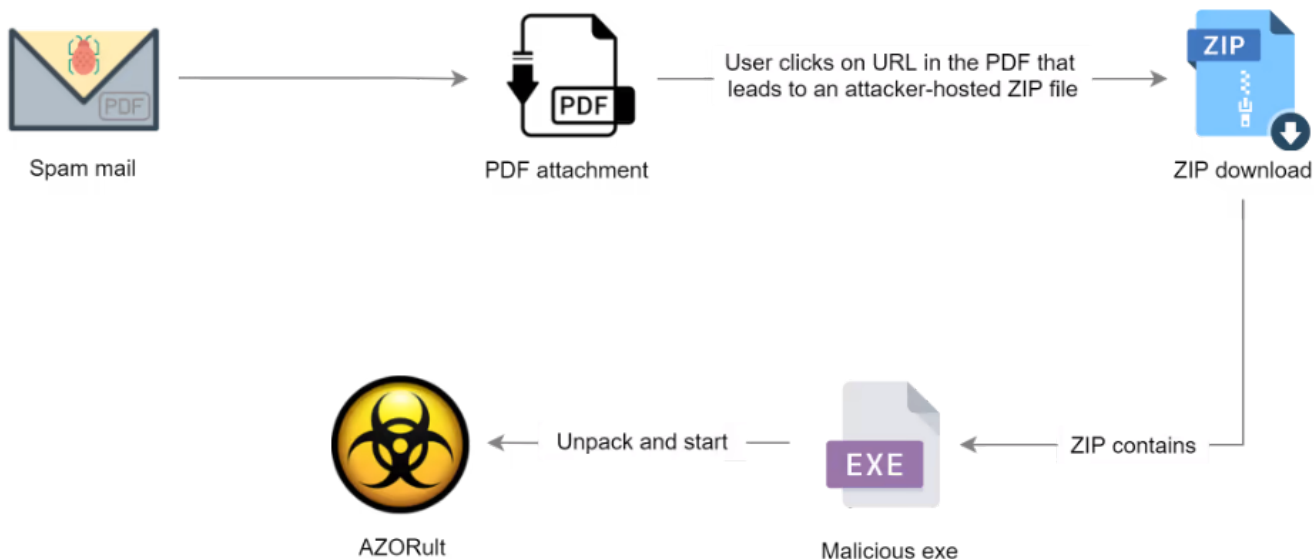 PDF
Spam mail
PDF
PDF attachment
User clicks on URL in the PDF that
leads to an attacker-hosted ZIP file
ZIP
ZIP download
ZIP contains
EXE
Malicious exe
Unpack and start
AZORult